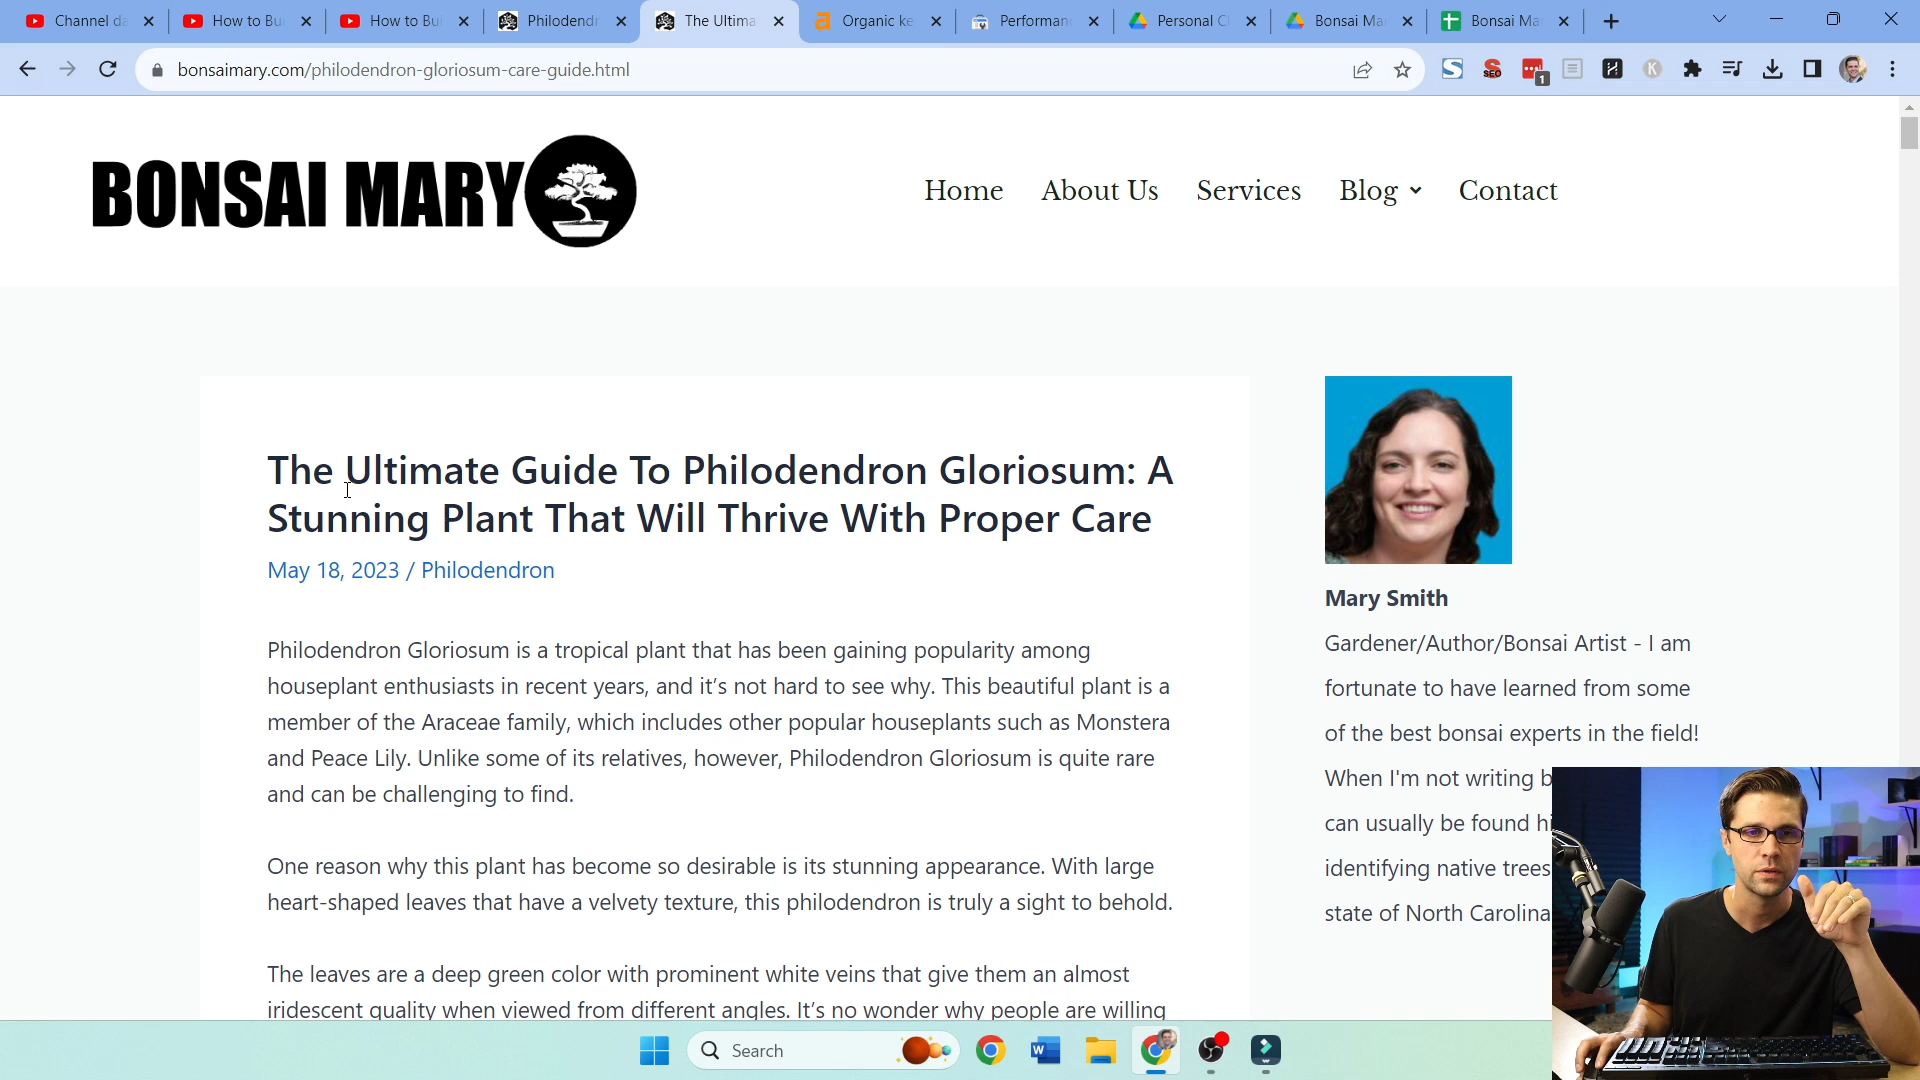 Channel da
How to Bu
How to Bui
Philodendr
The Ultima
Organic ke
Performan
Personal Cl
Bonsai Ma
Bonsai Ma
bonsaimary.com/philodendron-gloriosum-care-guide.html
SEO
1
K
BONSAI MARY
Home
About Us
Services
Blog
Contact
The Ultimate Guide To Philodendron Gloriosum: A
Stunning Plant That Will Thrive With Proper Care
May 18, 2023 / Philodendron
Philodendron Gloriosum is a tropical plant that has been gaining popularity among
houseplant enthusiasts in recent years, and it's not hard to see why. This beautiful plant is a
member of the Araceae family, which includes other popular houseplants such as Monstera
and Peace Lily. Unlike some of its relatives, however, Philodendron Gloriosum is quite rare
and can be challenging to find.
One reason why this plant has become so desirable is its stunning appearance. With large
heart-shaped leaves that have a velvety texture, this philodendron is truly a sight to behold.
The leaves are a deep green color with prominent white veins that give them an almost
iridescent quality when viewed from different angles. It's no wonder why people are willing
Mary Smith
Gardener/Author/Bonsai Artist - I am
fortunate to have learned from some
of the best bonsai experts in the field!
When I'm not writing b
can usually be found hi
identifying native trees
state of North Carolina
Search